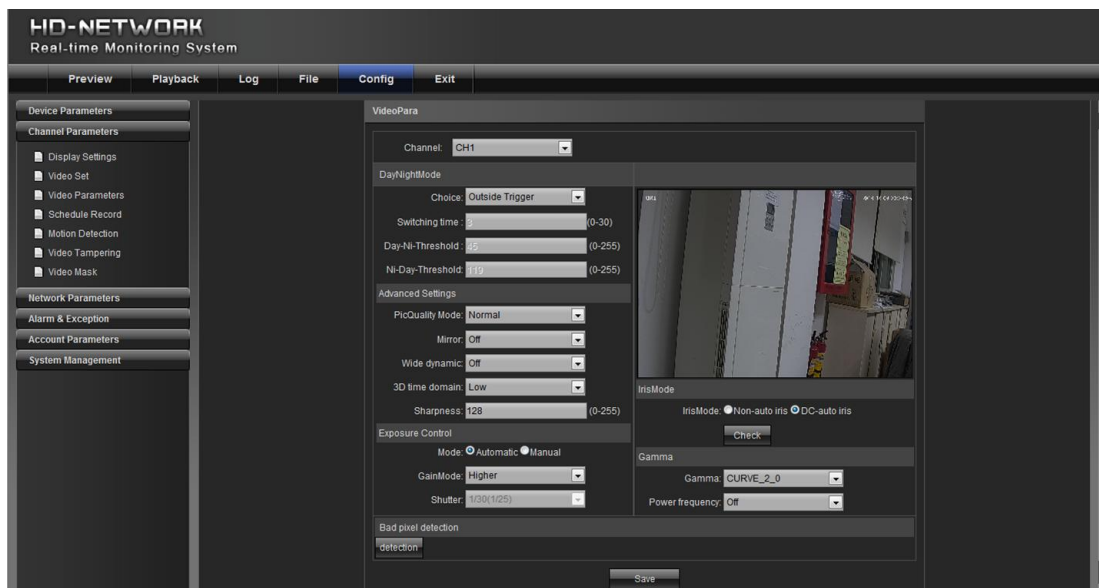 HD-NETWORK
Real-time Monitoring System
Preview Playback Log File Config Exit
Device Parameters
Channel Parameters
Display Settings
Video Set
Video Parameters
Schedule Record
Motion Detection
Video Tampering
Video Mask
Network Parameters
Alarm & Exception
Account Parameters
System Management
VideoPara
Channel: CH1
DayNightMode
Choice: Outside Trigger
Switching time : 3 (0-30)
Day-Ni-Threshold : 45 (0-255)
Ni-Day-Threshold: 119 (0-255)
Advanced Settings
PicQuality Mode: Normal
Mirror: Off
Wide dynamic: Off
3D time domain: Low
Sharpness: 128 (0-255)
Exposure Control
Mode: Automatic Manual
GainMode: Higher
Shutter: 1/30(1/25)
IrisMode
IrisMode: Non-auto iris DC-auto iris
Check
Gamma
Gamma: CURVE_2_0
Power frequency: Off
Bad pixel detection
detection
Save